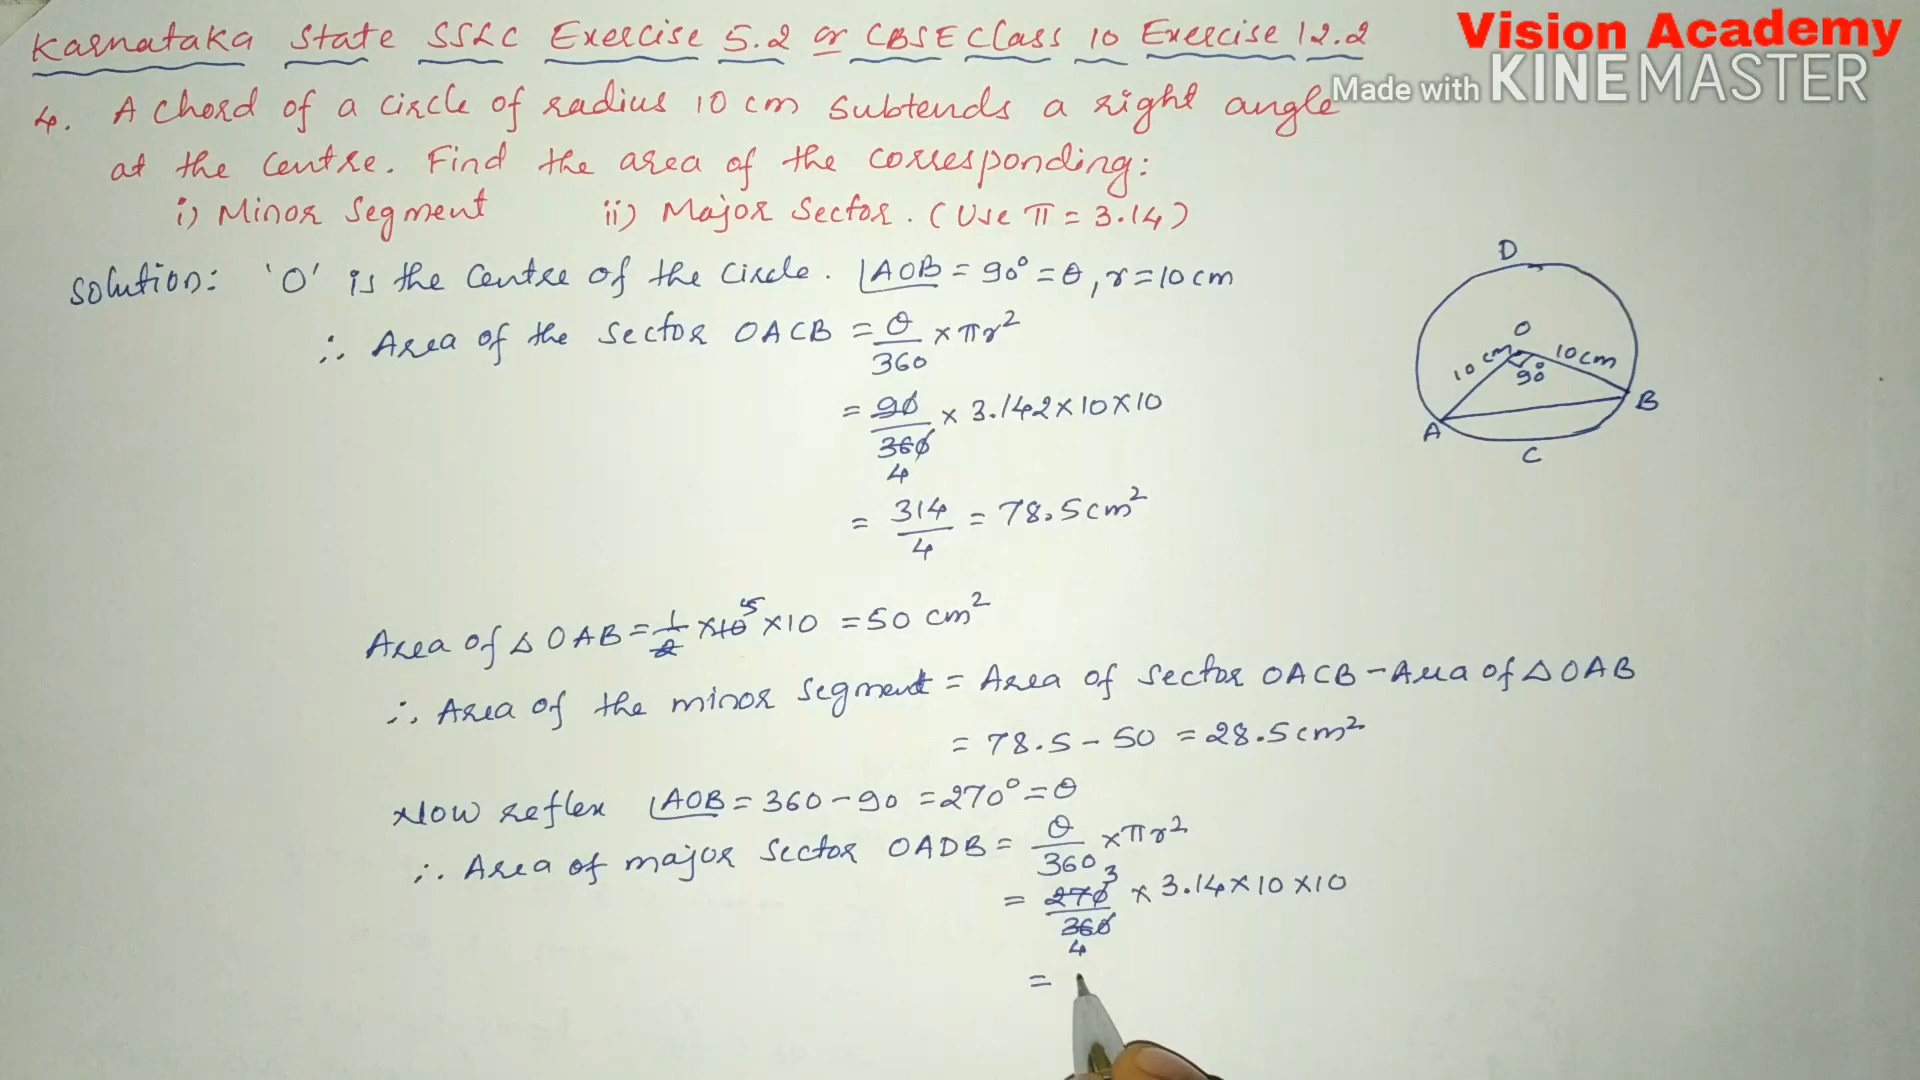 Karnataka State SSLC Exercise 5.2 or CBSE Class 10 Exercise 12.2
Vision Academy
Made with KINEMASTER
4. A chord of a circle of radius 10 cm subtends a right angle
at the centre. Find the area of the corresponding:
i) Minor segment ii) Major sector. (Use π = 3.14)
Solution: 'O' is the centre of the circle. ∠AOB = 90° = θ, r = 10 cm
∴ Area of the sector OACB = θ/360 × πr²
= 90/360 × 3.142 × 10 × 10
4
= 314/4 = 78.5 cm²
Area of △OAB = 1/2 × 10 × 10 = 50 cm²
5
∴ Area of the minor segment = Area of sector OACB - Area of △OAB
= 78.5 - 50 = 28.5 cm²
Now reflex ∠AOB = 360 - 90 = 270° = θ
∴ Area of major sector OADB = θ/360 × πr²
3
= 270/360 × 3.14 × 10 × 10
4
=
D
O
10 cm 10 cm
90°
A B
C